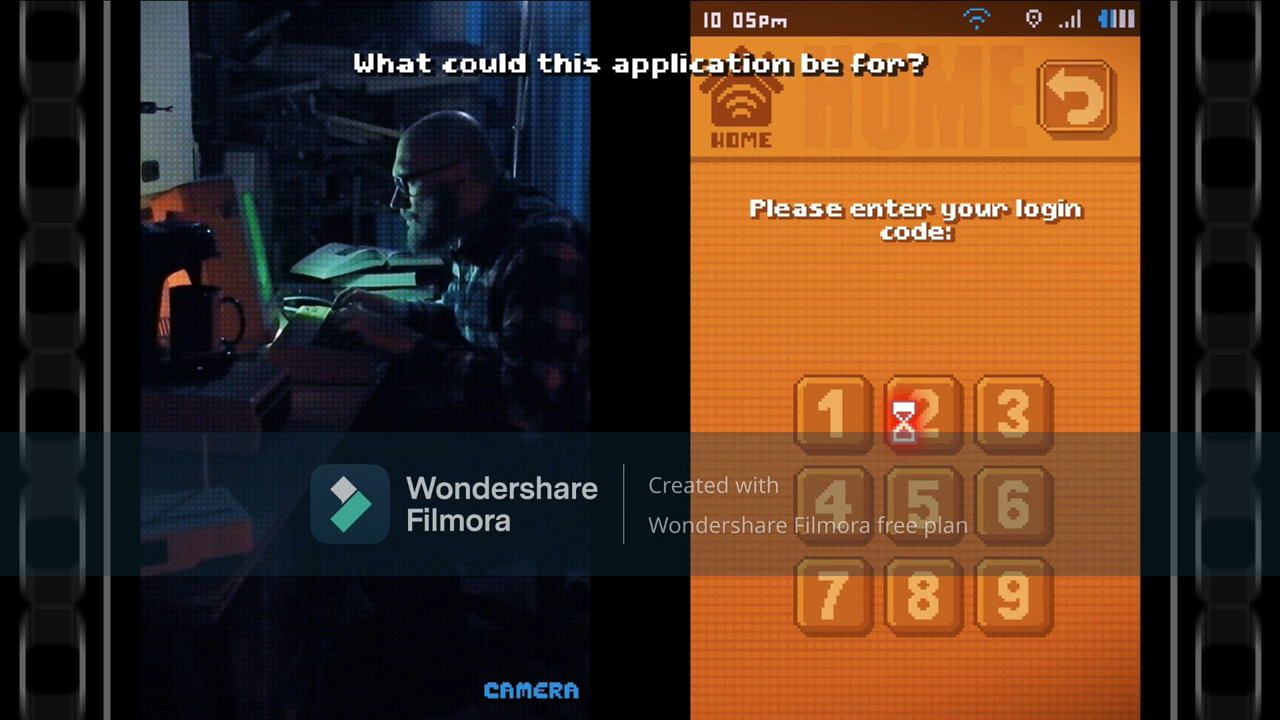 10 05pm
What could this application be for?
HOME
HOME
Please enter your login
code:
1 2 3
4 5 6
7 8 9
Wondershare
Filmora
Created with
Wondershare Filmora free plan
CAMERA